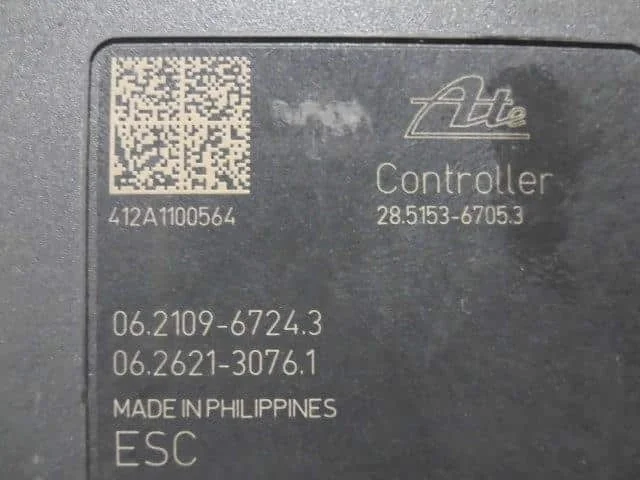 Ate
412A1100564
Controller
28.5153-6705.3
06.2109-6724.3
06.2621-3076.1
MADE IN PHILIPPINES
ESC